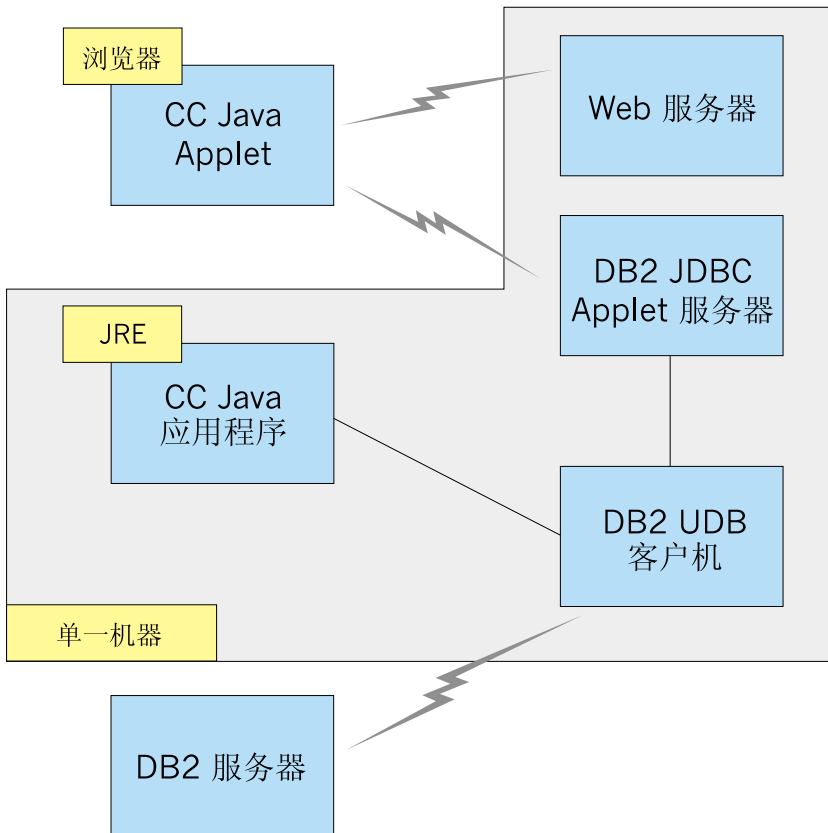 浏览器
CC Java
Applet
Web 服务器
DB2 JDBC
Applet 服务器
JRE
CC Java
应用程序
DB2 UDB
客户机
单一机器
DB2 服务器